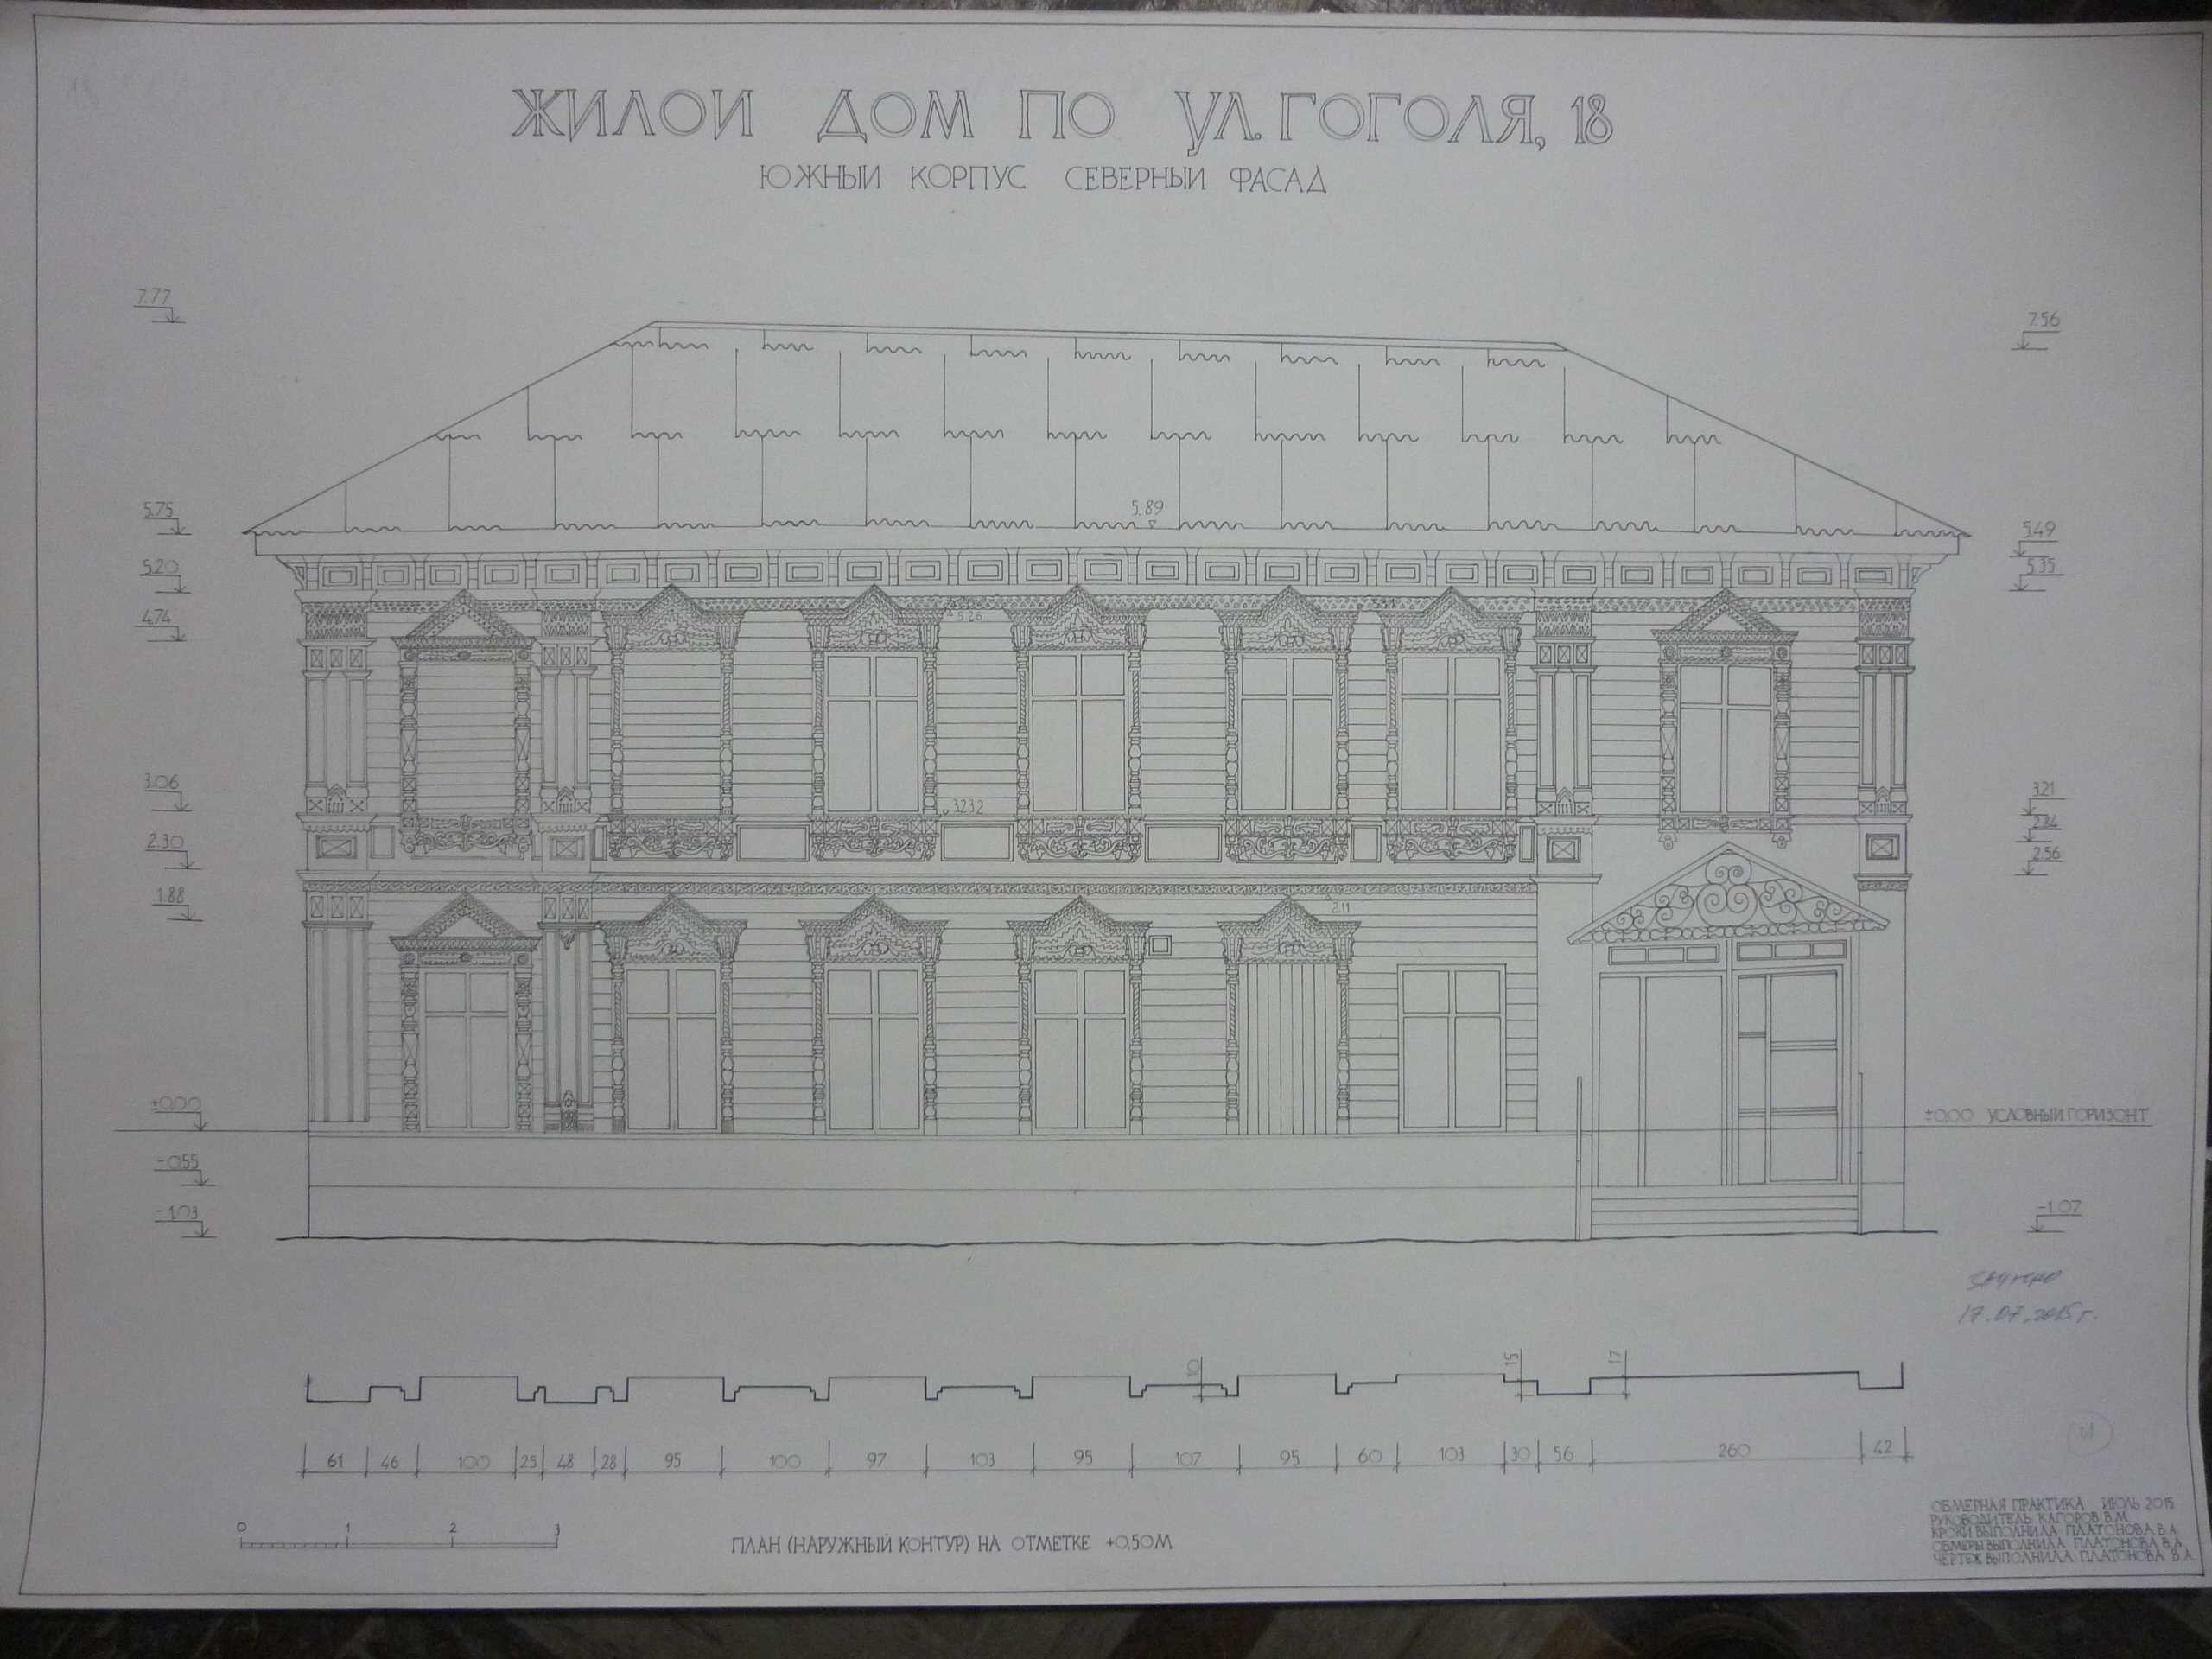 ЖИЛОЙ ДОМ ПО УЛ. ГОГОЛЯ, 18
ЮЖНЫЙ КОРПУС СЕВЕРНЫЙ ФАСАД
7.77
7.56
5.75
5.89
5.49
5.20
5.35
4.74
5.26
3.06
3.232
3.21
2.84
2.30
2.56
1.88
2.11
±0.00
±0.00 УСЛОВНЫЙ ГОРИЗОНТ
-0.55
-1.03
-1.07
17.07.2015 г.
10 15 17
61 46 100 25 48 28 95 100 97 103 95 107 95 60 103 30 56 260 42
0 1 2 3
ПЛАН (НАРУЖНЫЙ КОНТУР) НА ОТМЕТКЕ +0.50М
ОБМЕРНАЯ ПРАКТИКА ИЮЛЬ 2015
РУКОВОДИТЕЛЬ КАГОРОВ В.М.
КРОКИ ВЫПОЛНИЛА ПЛАТОНОВА В.А.
ОБМЕРЫ ВЫПОЛНИЛА ПЛАТОНОВА В.А.
ЧЕРТЕЖ ВЫПОЛНИЛА ПЛАТОНОВА В.А.